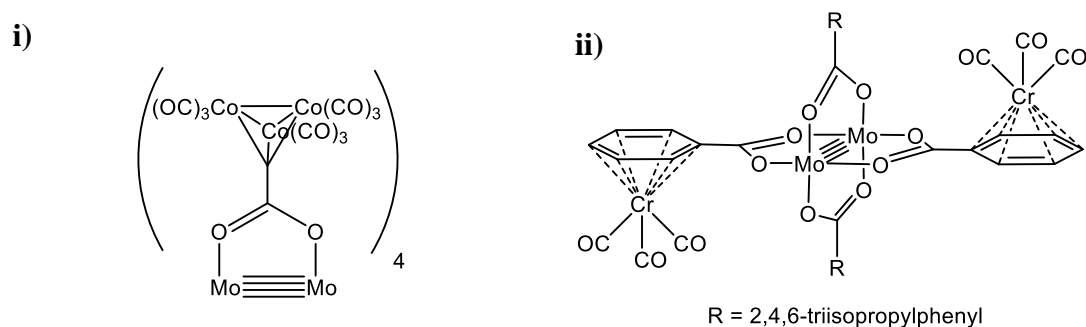 i)
(OC)3Co Co(CO)3
Co(CO)3
O O
Mo Mo
4
ii)
R
O O
CO
OC CO
Cr
O Mo O
O Mo O
Cr
OC CO
CO
O O
R
R = 2,4,6-triisopropylphenyl